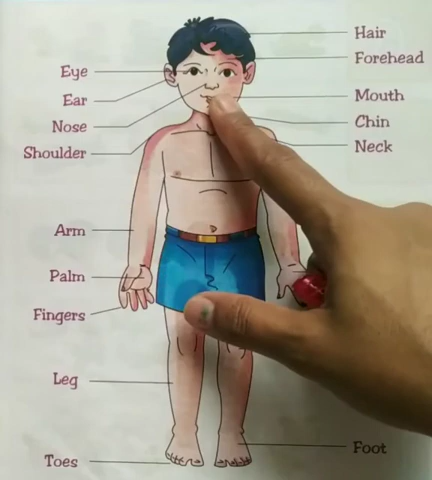 Hair
Forehead
Eye
Ear
Mouth
Nose
Chin
Shoulder
Neck
Arm
Palm
Fingers
Leg
Foot
Toes